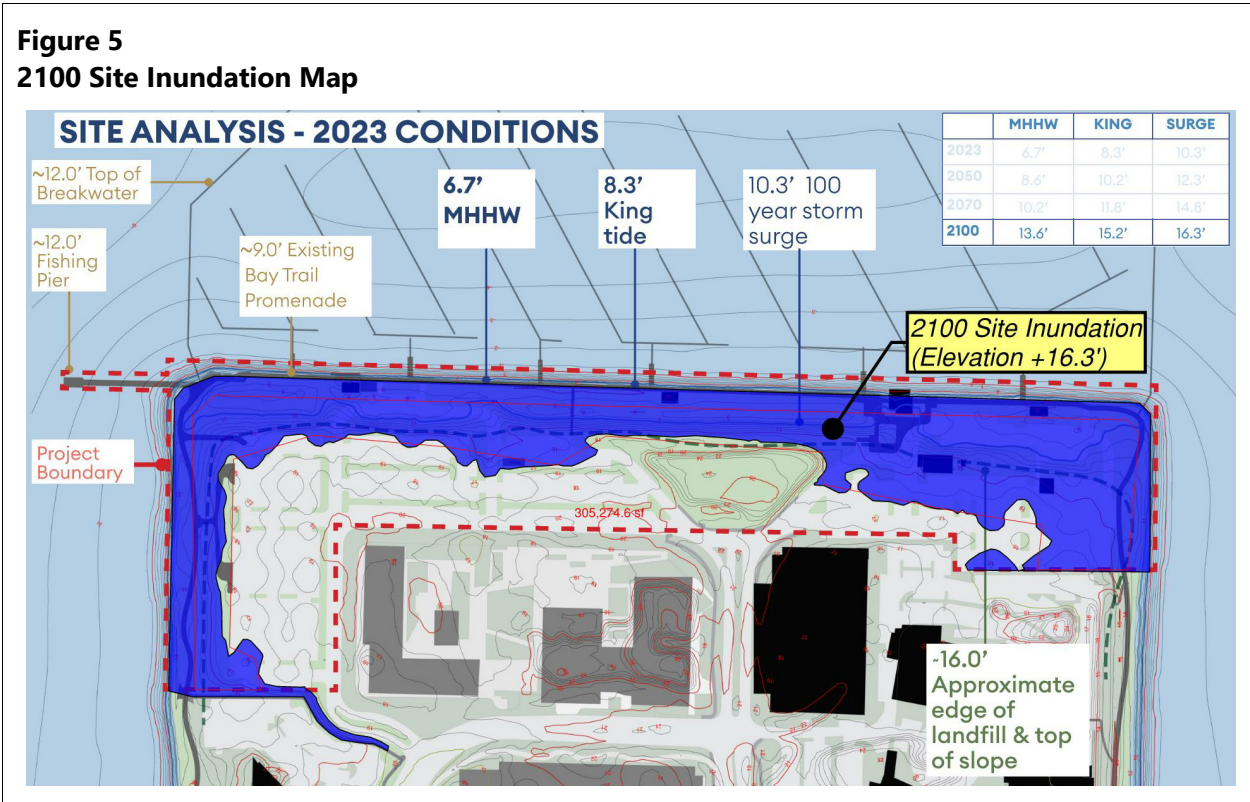 Figure 5
2100 Site Inundation Map
SITE ANALYSIS - 2023 CONDITIONS
MHHW KING SURGE
2023 6.7' 8.3' 10.3'
2050 8.6' 10.2' 12.3'
2070 10.2' 11.8' 14.8'
2100 13.6' 15.2' 16.3'
~12.0' Top of
Breakwater
6.7'
MHHW
8.3'
King
tide
10.3' 100
year storm
surge
~12.0'
Fishing
Pier
~9.0' Existing
Bay Trail
Promenade
2100 Site Inundation
(Elevation +16.3')
Project
Boundary
305,274.6 sf
~16.0'
Approximate
edge of
landfill & top
of slope